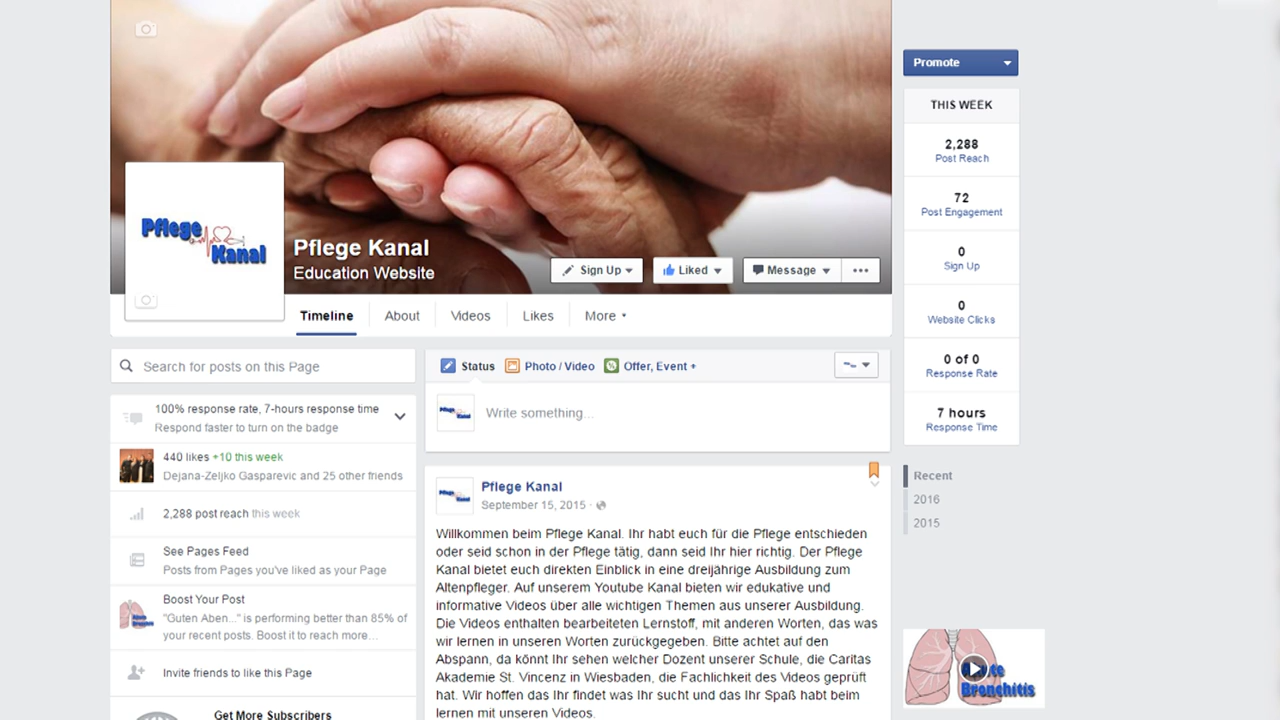 Pflege
Kanal
Pflege Kanal
Education Website
Sign Up
Liked
Message
Timeline
About
Videos
Likes
More
Search for posts on this Page
100% response rate, 7-hours response time
Respond faster to turn on the badge
440 likes +10 this week
Dejana-Zeljko Gasparevic and 25 other friends
2,288 post reach this week
See Pages Feed
Posts from Pages you've liked as your Page
Boost Your Post
"Guten Aben..." is performing better than 85% of
your recent posts. Boost it to reach more...
Invite friends to like this Page
Get More Subscribers
Status
Photo / Video
Offer, Event +
Pflege
Kanal
Write something...
Pflege
Kanal
Pflege Kanal
September 15, 2015 ·
Willkommen beim Pflege Kanal. Ihr habt euch für die Pflege entschieden
oder seid schon in der Pflege tätig, dann seid Ihr hier richtig. Der Pflege
Kanal bietet euch direkten Einblick in eine dreijährige Ausbildung zum
Altenpfleger. Auf unserem Youtube Kanal bieten wir edukative und
informative Videos über alle wichtigen Themen aus unserer Ausbildung.
Die Videos enthalten bearbeiteten Lernstoff, mit anderen Worten, das was
wir lernen in unseren Worten zurückgegeben. Bitte achtet auf den
Abspann, da könnt Ihr sehen welcher Dozent unserer Schule, die Caritas
Akademie St. Vincenz in Wiesbaden, die Fachlichkeit des Videos geprüft
hat. Wir hoffen das Ihr findet was Ihr sucht und das Ihr Spaß habt beim
lernen mit unseren Videos.
Promote
THIS WEEK
2,288
Post Reach
72
Post Engagement
0
Sign Up
0
Website Clicks
0 of 0
Response Rate
7 hours
Response Time
Recent
2016
2015
Bronchitis